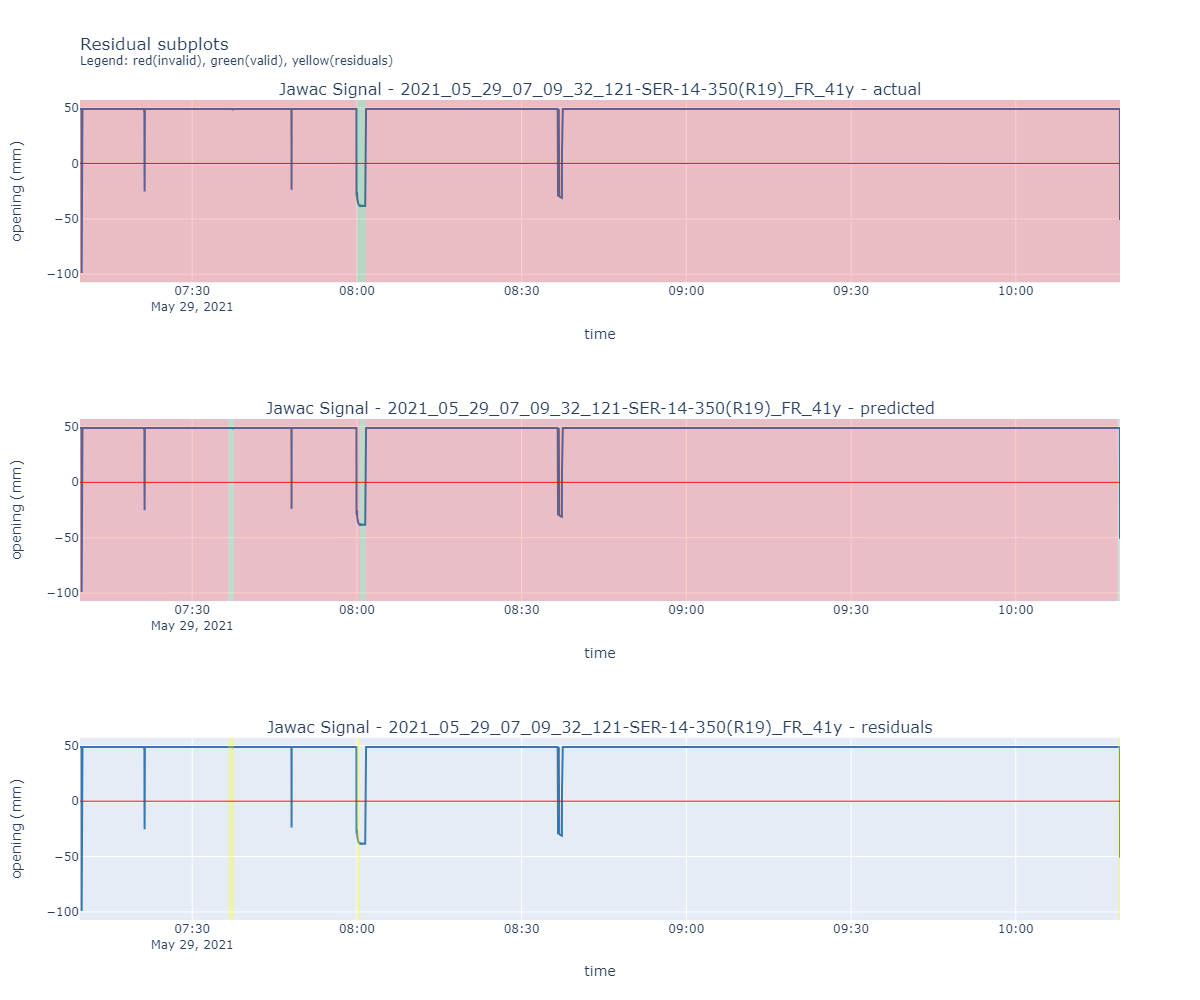 Residual subplots
Legend: red(invalid), green(valid), yellow(residuals)
Jawac Signal - 2021_05_29_07_09_32_121-SER-14-350(R19)_FR_41y - actual
50
0
−50
−100
opening (mm)
07:30 08:00 08:30 09:00 09:30 10:00
May 29, 2021
time
Jawac Signal - 2021_05_29_07_09_32_121-SER-14-350(R19)_FR_41y - predicted
50
0
−50
−100
opening (mm)
07:30 08:00 08:30 09:00 09:30 10:00
May 29, 2021
time
Jawac Signal - 2021_05_29_07_09_32_121-SER-14-350(R19)_FR_41y - residuals
50
0
−50
−100
opening (mm)
07:30 08:00 08:30 09:00 09:30 10:00
May 29, 2021
time